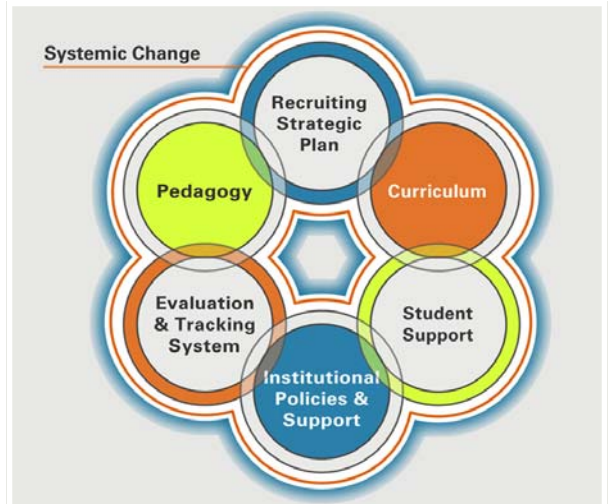 Systemic Change
Recruiting
Strategic
Plan
Pedagogy
Curriculum
Evaluation
& Tracking
System
Student
Support
Institutional
Policies &
Support